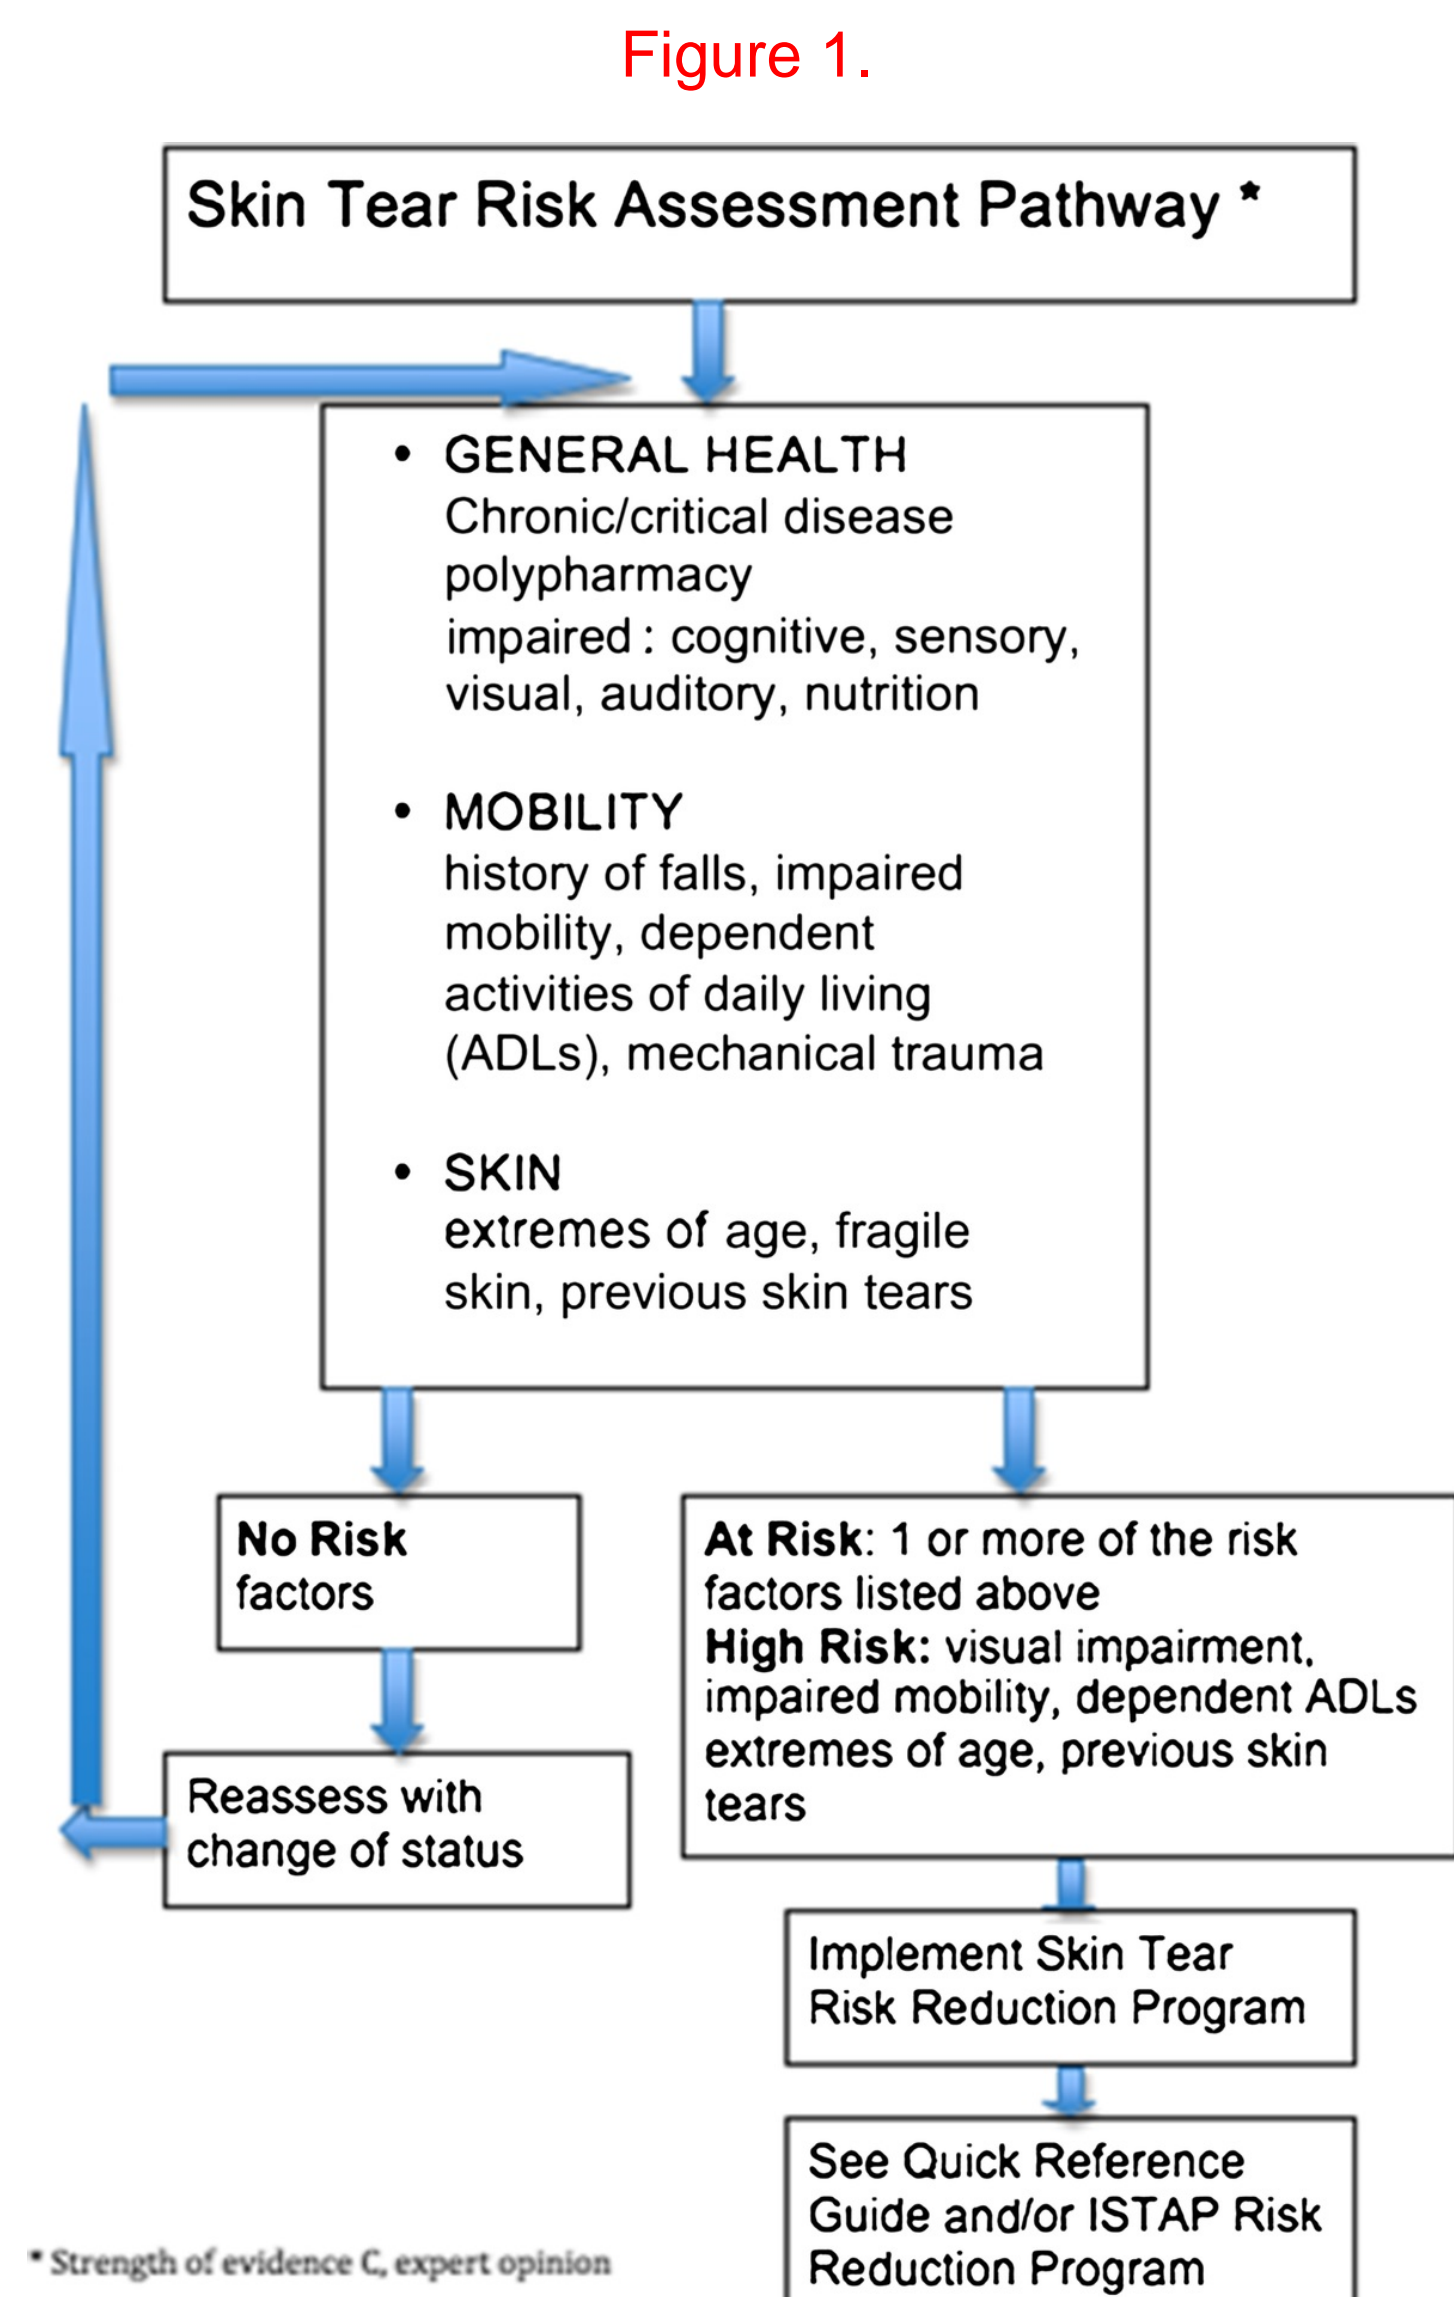 Figure 1.
Skin Tear Risk Assessment Pathway *
• GENERAL HEALTH
Chronic/critical disease
polypharmacy
impaired : cognitive, sensory,
visual, auditory, nutrition
• MOBILITY
history of falls, impaired
mobility, dependent
activities of daily living
(ADLs), mechanical trauma
• SKIN
extremes of age, fragile
skin, previous skin tears
No Risk
factors
Reassess with
change of status
At Risk: 1 or more of the risk
factors listed above
High Risk: visual impairment,
impaired mobility, dependent ADLs
extremes of age, previous skin
tears
Implement Skin Tear
Risk Reduction Program
See Quick Reference
Guide and/or ISTAP Risk
Reduction Program
* Strength of evidence C, expert opinion